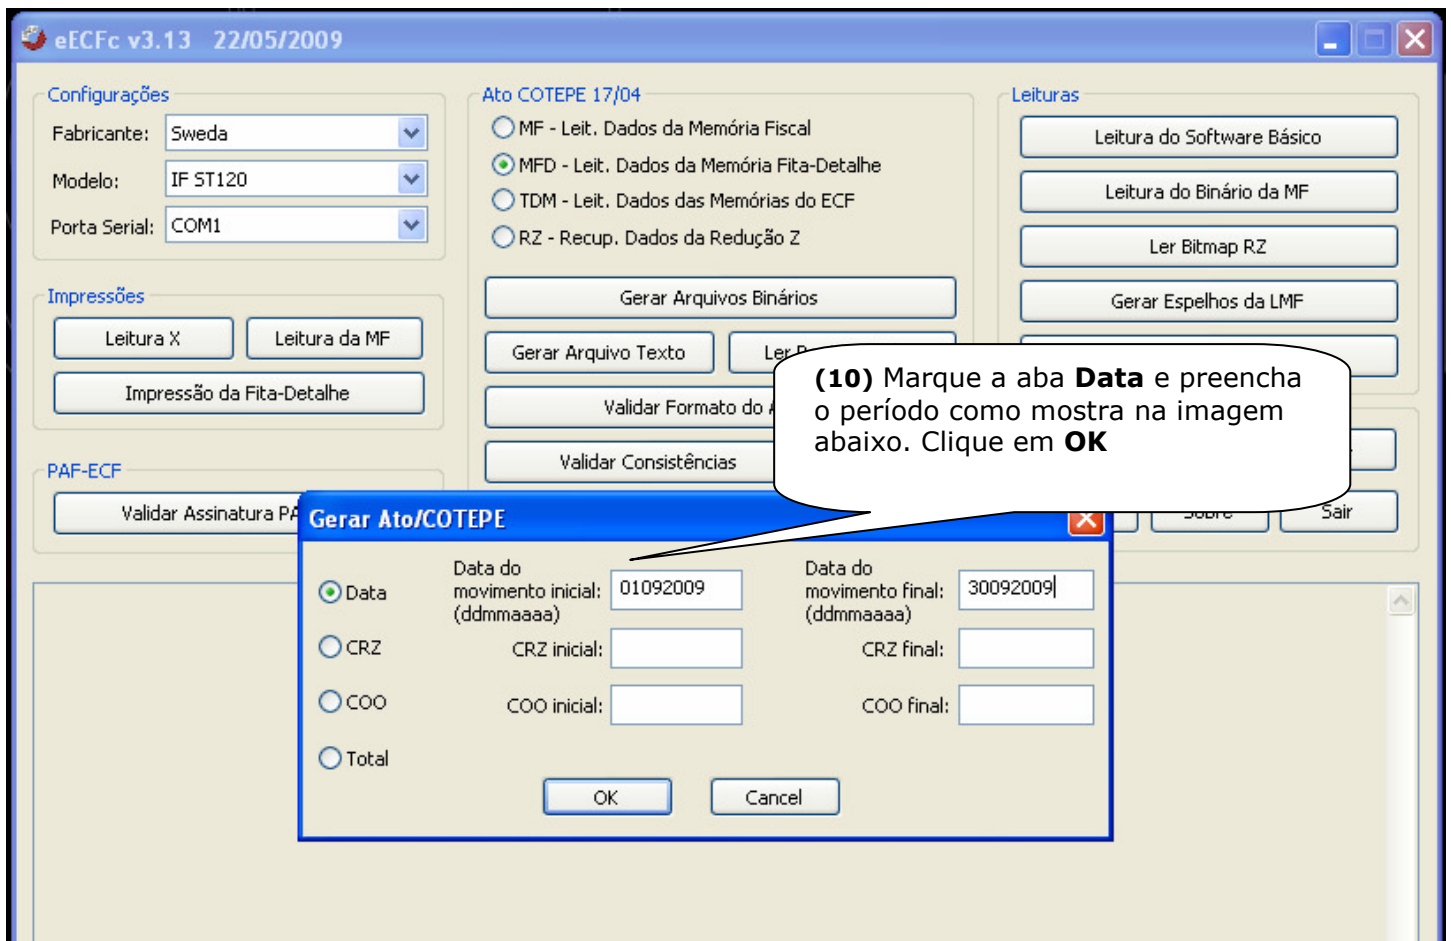 eECFc v3.13 22/05/2009
Configurações
Fabricante: Sweda
Modelo: IF ST120
Porta Serial: COM1
Impressões
Leitura X
Leitura da MF
Impressão da Fita-Detalhe
PAF-ECF
Validar Assinatura
Ato COTEPE 17/04
MF - Leit. Dados da Memória Fiscal
MFD - Leit. Dados da Memória Fita-Detalhe
TDM - Leit. Dados das Memórias do ECF
RZ - Recup. Dados da Redução Z
Gerar Arquivos Binários
Gerar Arquivo Texto
Ler
Validar Formato do
Validar Consistências
Leituras
Leitura do Software Básico
Leitura do Binário da MF
Ler Bitmap RZ
Gerar Espelhos da LMF
Sobre
Sair
(10) Marque a aba Data e preencha
o período como mostra na imagem
abaixo. Clique em OK
Gerar Ato/COTEPE
Data
CRZ
COO
Total
Data do
movimento inicial: 01092009
(ddmmaaaa)
CRZ inicial:
COO inicial:
Data do
movimento final: 30092009
(ddmmaaaa)
CRZ final:
COO final:
OK
Cancel